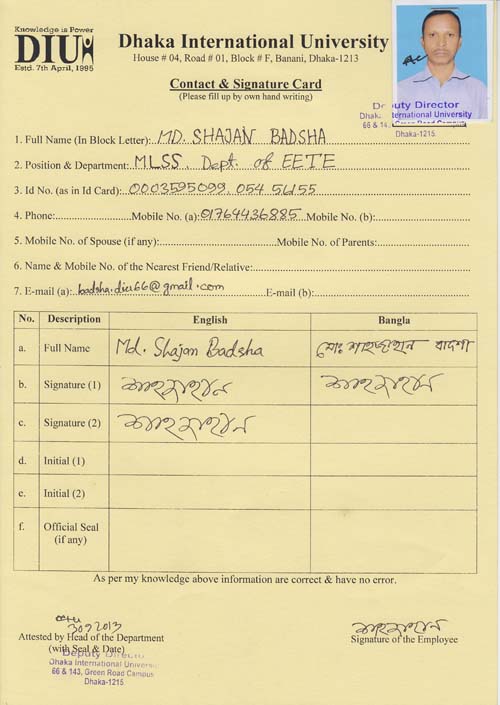 Knowledge is Power
DIU
Estd. 7th April, 1995
Dhaka International University
House # 04, Road # 01, Block # F, Banani, Dhaka-1213
Contact & Signature Card
(Please fill up by own hand writing)
Deputy Director
Dhaka International University
66 & 143, Green Road Campus
Dhaka-1215.
1. Full Name (In Block Letter): MD. SHAJAN BADSHA
2. Position & Department: MLSS. Dept. of EETE
3. Id No. (as in Id Card): 0003595099, 054 56155
4. Phone: Mobile No. (a): 01764436885 Mobile No. (b):
5. Mobile No. of Spouse (if any): Mobile No. of Parents:
6. Name & Mobile No. of the Nearest Friend/Relative:
7. E-mail (a): badsha.diu66@gmail.com E-mail (b):
No. Description English Bangla
a. Full Name Md. Shajan Badsha মোঃ শাহজাহান বাদশা
b. Signature (1) শাহজাহান শাহজাহান
c. Signature (2) শাহজাহান
d. Initial (1)
e. Initial (2)
f. Official Seal
(if any)
As per my knowledge above information are correct & have no error.
শাহজাহান
Attested by Head of the Department Signature of the Employee
(with Seal & Date)
Deputy Director
Dhaka International University
66 & 143, Green Road Campus
Dhaka-1215